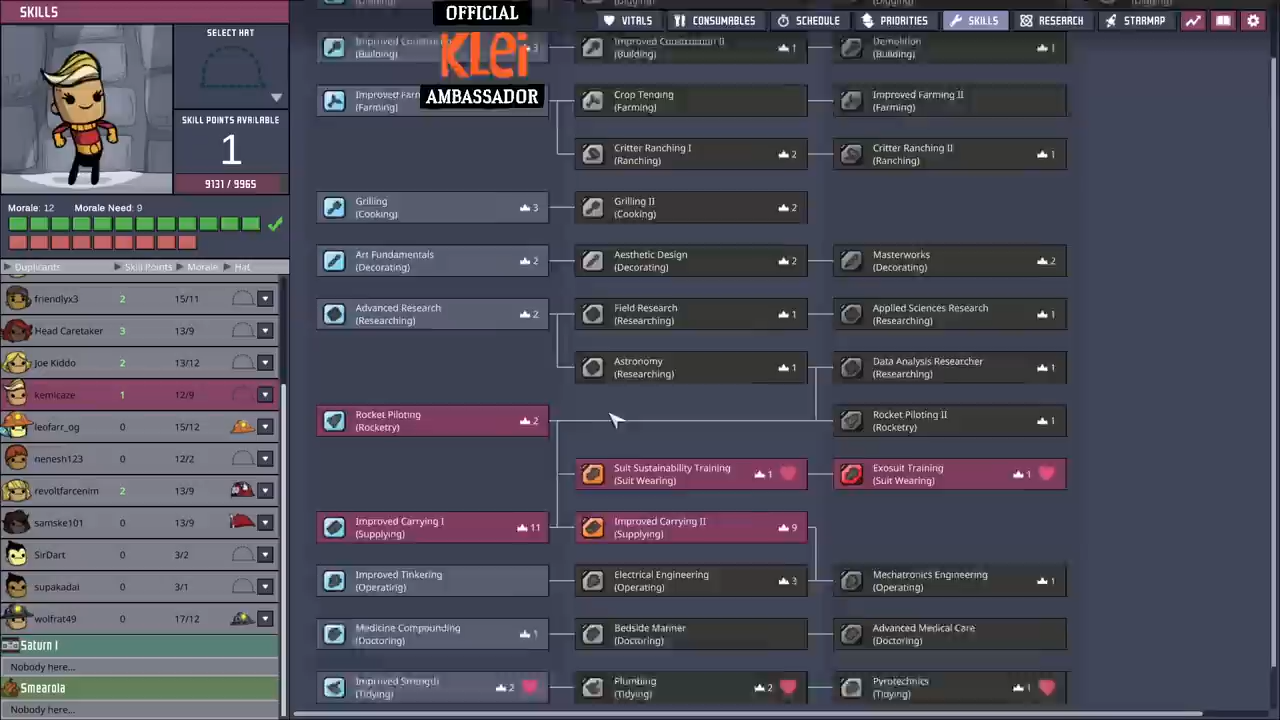 SKILLS
OFFICIAL
KLei
AMBASSADOR
VITALS
CONSUMABLES
SCHEDULE
PRIORITIES
SKILLS
RESEARCH
STARMAP
SELECT HAT
SKILL POINTS AVAILABLE
1
9131 / 9965
Morale: 12
Morale Need: 9
Duplicants
Skill Points
Morale
Hat
friendlyx3
2
15/11
Head Caretaker
3
13/9
Joe Kiddo
2
13/12
kemicaze
1
12/9
leofarr_og
0
15/12
nenesh123
0
12/2
revoltfarcenim
2
13/9
samske101
0
13/9
SirDart
0
3/2
supakadai
0
3/1
wolfrat49
0
17/12
Saturn I
Nobody here...
Smearola
Nobody here...
(Building)
3
Improved Construction II
(Building)
1
Demolition
(Building)
1
Improved Farm
(Farming)
Crop Tending
(Farming)
Improved Farming II
(Farming)
Critter Ranching I
(Ranching)
2
Critter Ranching II
(Ranching)
1
Grilling
(Cooking)
3
Grilling II
(Cooking)
2
Art Fundamentals
(Decorating)
2
Aesthetic Design
(Decorating)
2
Masterworks
(Decorating)
2
Advanced Research
(Researching)
2
Field Research
(Researching)
1
Applied Sciences Research
(Researching)
1
Astronomy
(Researching)
1
Data Analysis Researcher
(Researching)
1
Rocket Piloting
(Rocketry)
2
Rocket Piloting II
(Rocketry)
1
Suit Sustainability Training
(Suit Wearing)
1
Exosuit Training
(Suit Wearing)
1
Improved Carrying I
(Supplying)
11
Improved Carrying II
(Supplying)
9
Improved Tinkering
(Operating)
Electrical Engineering
(Operating)
3
Mechatronics Engineering
(Operating)
1
Medicine Compounding
(Doctoring)
1
Bedside Manner
(Doctoring)
Advanced Medical Care
(Doctoring)
Improved Strength
(Tidying)
2
Plumbing
(Tidying)
2
Pyrotechnics
(Tidying)
1